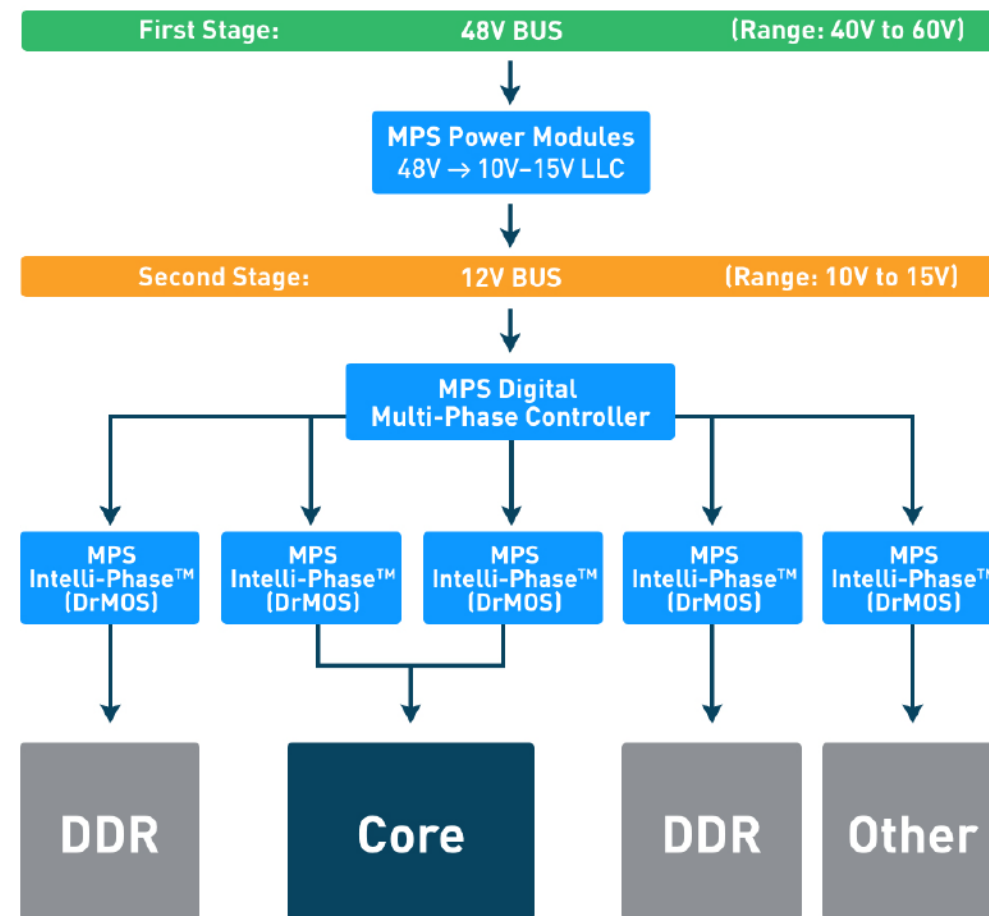 First Stage: 48V BUS (Range: 40V to 60V)
MPS Power Modules
48V → 10V–15V LLC
Second Stage: 12V BUS (Range: 10V to 15V)
MPS Digital
Multi-Phase Controller
MPS
Intelli-Phase™
(DrMOS)
MPS
Intelli-Phase™
(DrMOS)
MPS
Intelli-Phase™
(DrMOS)
MPS
Intelli-Phase™
(DrMOS)
MPS
Intelli-Phase™
(DrMOS)
DDR
Core
DDR
Other